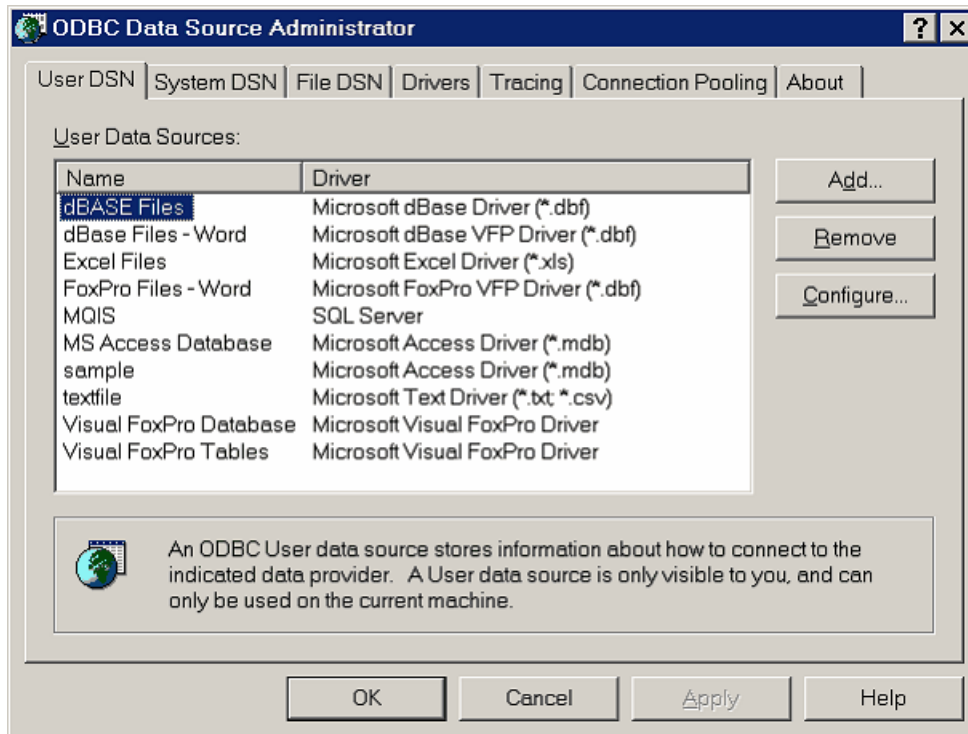 ODBC Data Source Administrator
User DSN System DSN File DSN Drivers Tracing Connection Pooling About
User Data Sources:
Name Driver
dBASE Files Microsoft dBase Driver (*.dbf)
dBase Files - Word Microsoft dBase VFP Driver (*.dbf)
Excel Files Microsoft Excel Driver (*.xls)
FoxPro Files - Word Microsoft FoxPro VFP Driver (*.dbf)
MQIS SQL Server
MS Access Database Microsoft Access Driver (*.mdb)
sample Microsoft Access Driver (*.mdb)
textfile Microsoft Text Driver (*.txt; *.csv)
Visual FoxPro Database Microsoft Visual FoxPro Driver
Visual FoxPro Tables Microsoft Visual FoxPro Driver
Add...
Remove
Configure...
An ODBC User data source stores information about how to connect to the
indicated data provider. A User data source is only visible to you, and can
only be used on the current machine.
OK Cancel Apply Help